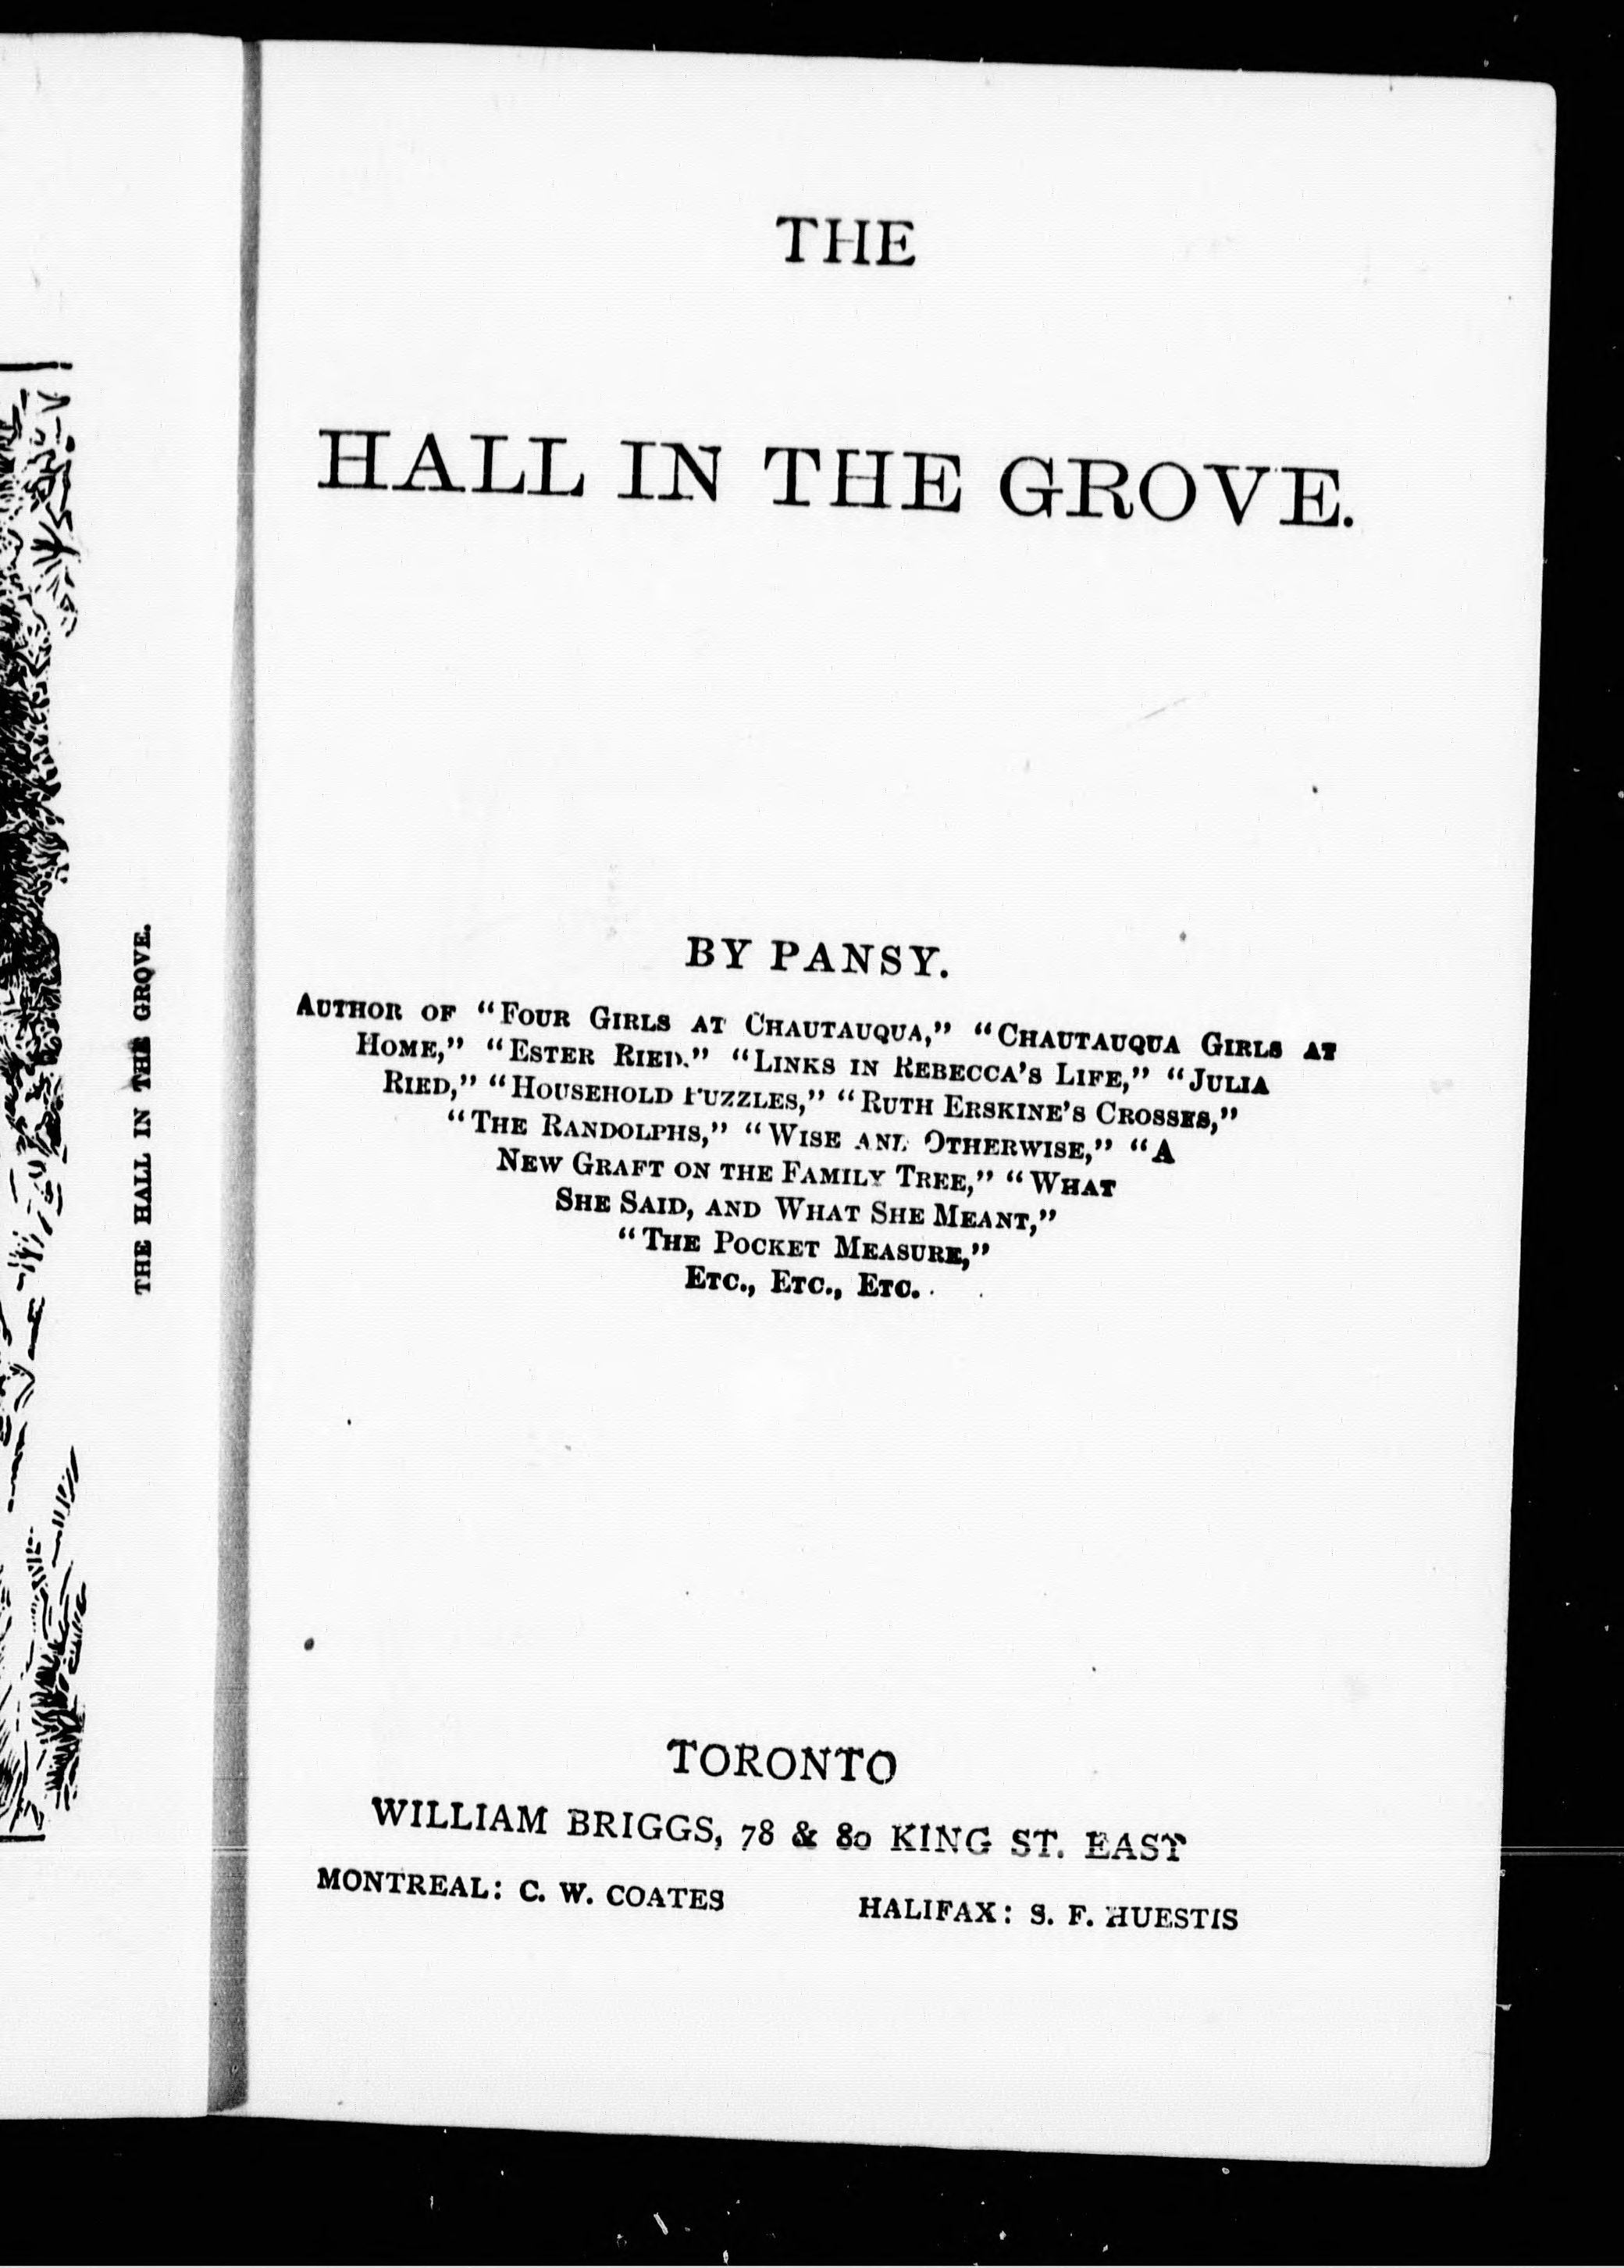 THE HALL IN THE GROVE.
THE
HALL IN THE GROVE.
BY PANSY.
AUTHOR OF “FOUR GIRLS AT CHAUTAUQUA,” “CHAUTAUQUA GIRLS AT
HOME,” “ESTER RIED.” “LINKS IN REBECCA’S LIFE,” “JULIA
RIED,” “HOUSEHOLD PUZZLES,” “RUTH ERSKINE’S CROSSES,”
“THE RANDOLPHS,” “WISE AND OTHERWISE,” “A
NEW GRAFT ON THE FAMILY TREE,” “WHAT
SHE SAID, AND WHAT SHE MEANT,”
“THE POCKET MEASURE,”
ETC., ETC., ETC.
TORONTO
WILLIAM BRIGGS, 78 & 80 KING ST. EAST
MONTREAL: C. W. COATES HALIFAX: S. F. HUESTIS